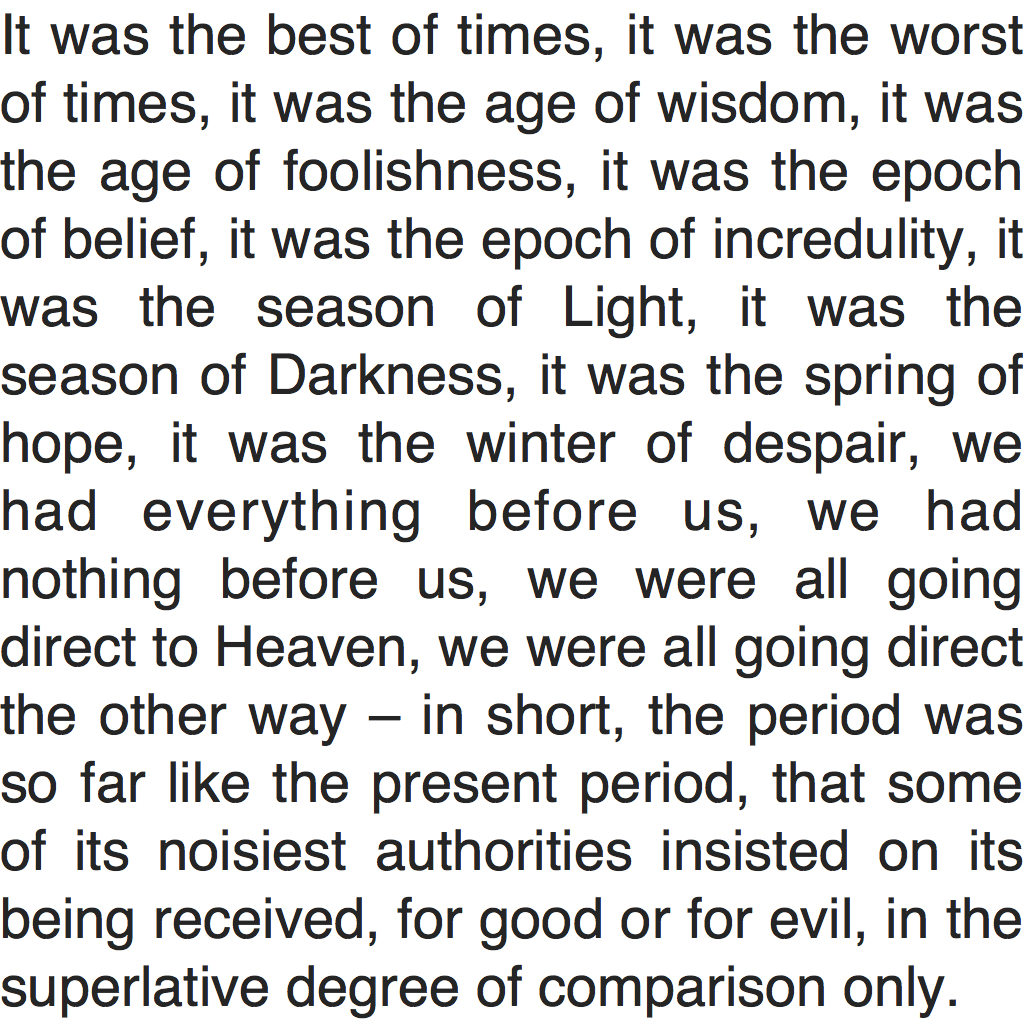 It was the best of times, it was the worst
of times, it was the age of wisdom, it was
the age of foolishness, it was the epoch
of belief, it was the epoch of incredulity, it
was the season of Light, it was the
season of Darkness, it was the spring of
hope, it was the winter of despair, we
had everything before us, we had
nothing before us, we were all going
direct to Heaven, we were all going direct
the other way – in short, the period was
so far like the present period, that some
of its noisiest authorities insisted on its
being received, for good or for evil, in the
superlative degree of comparison only.